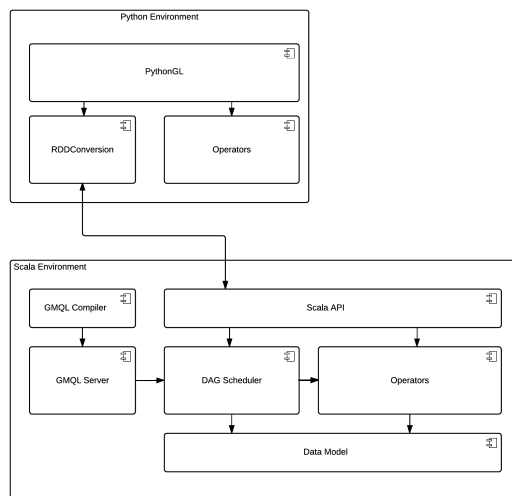 Python Environment
PythonGL
RDDConversion
Operators
Scala Environment
GMQL Compiler
Scala API
GMQL Server
DAG Scheduler
Operators
Data Model